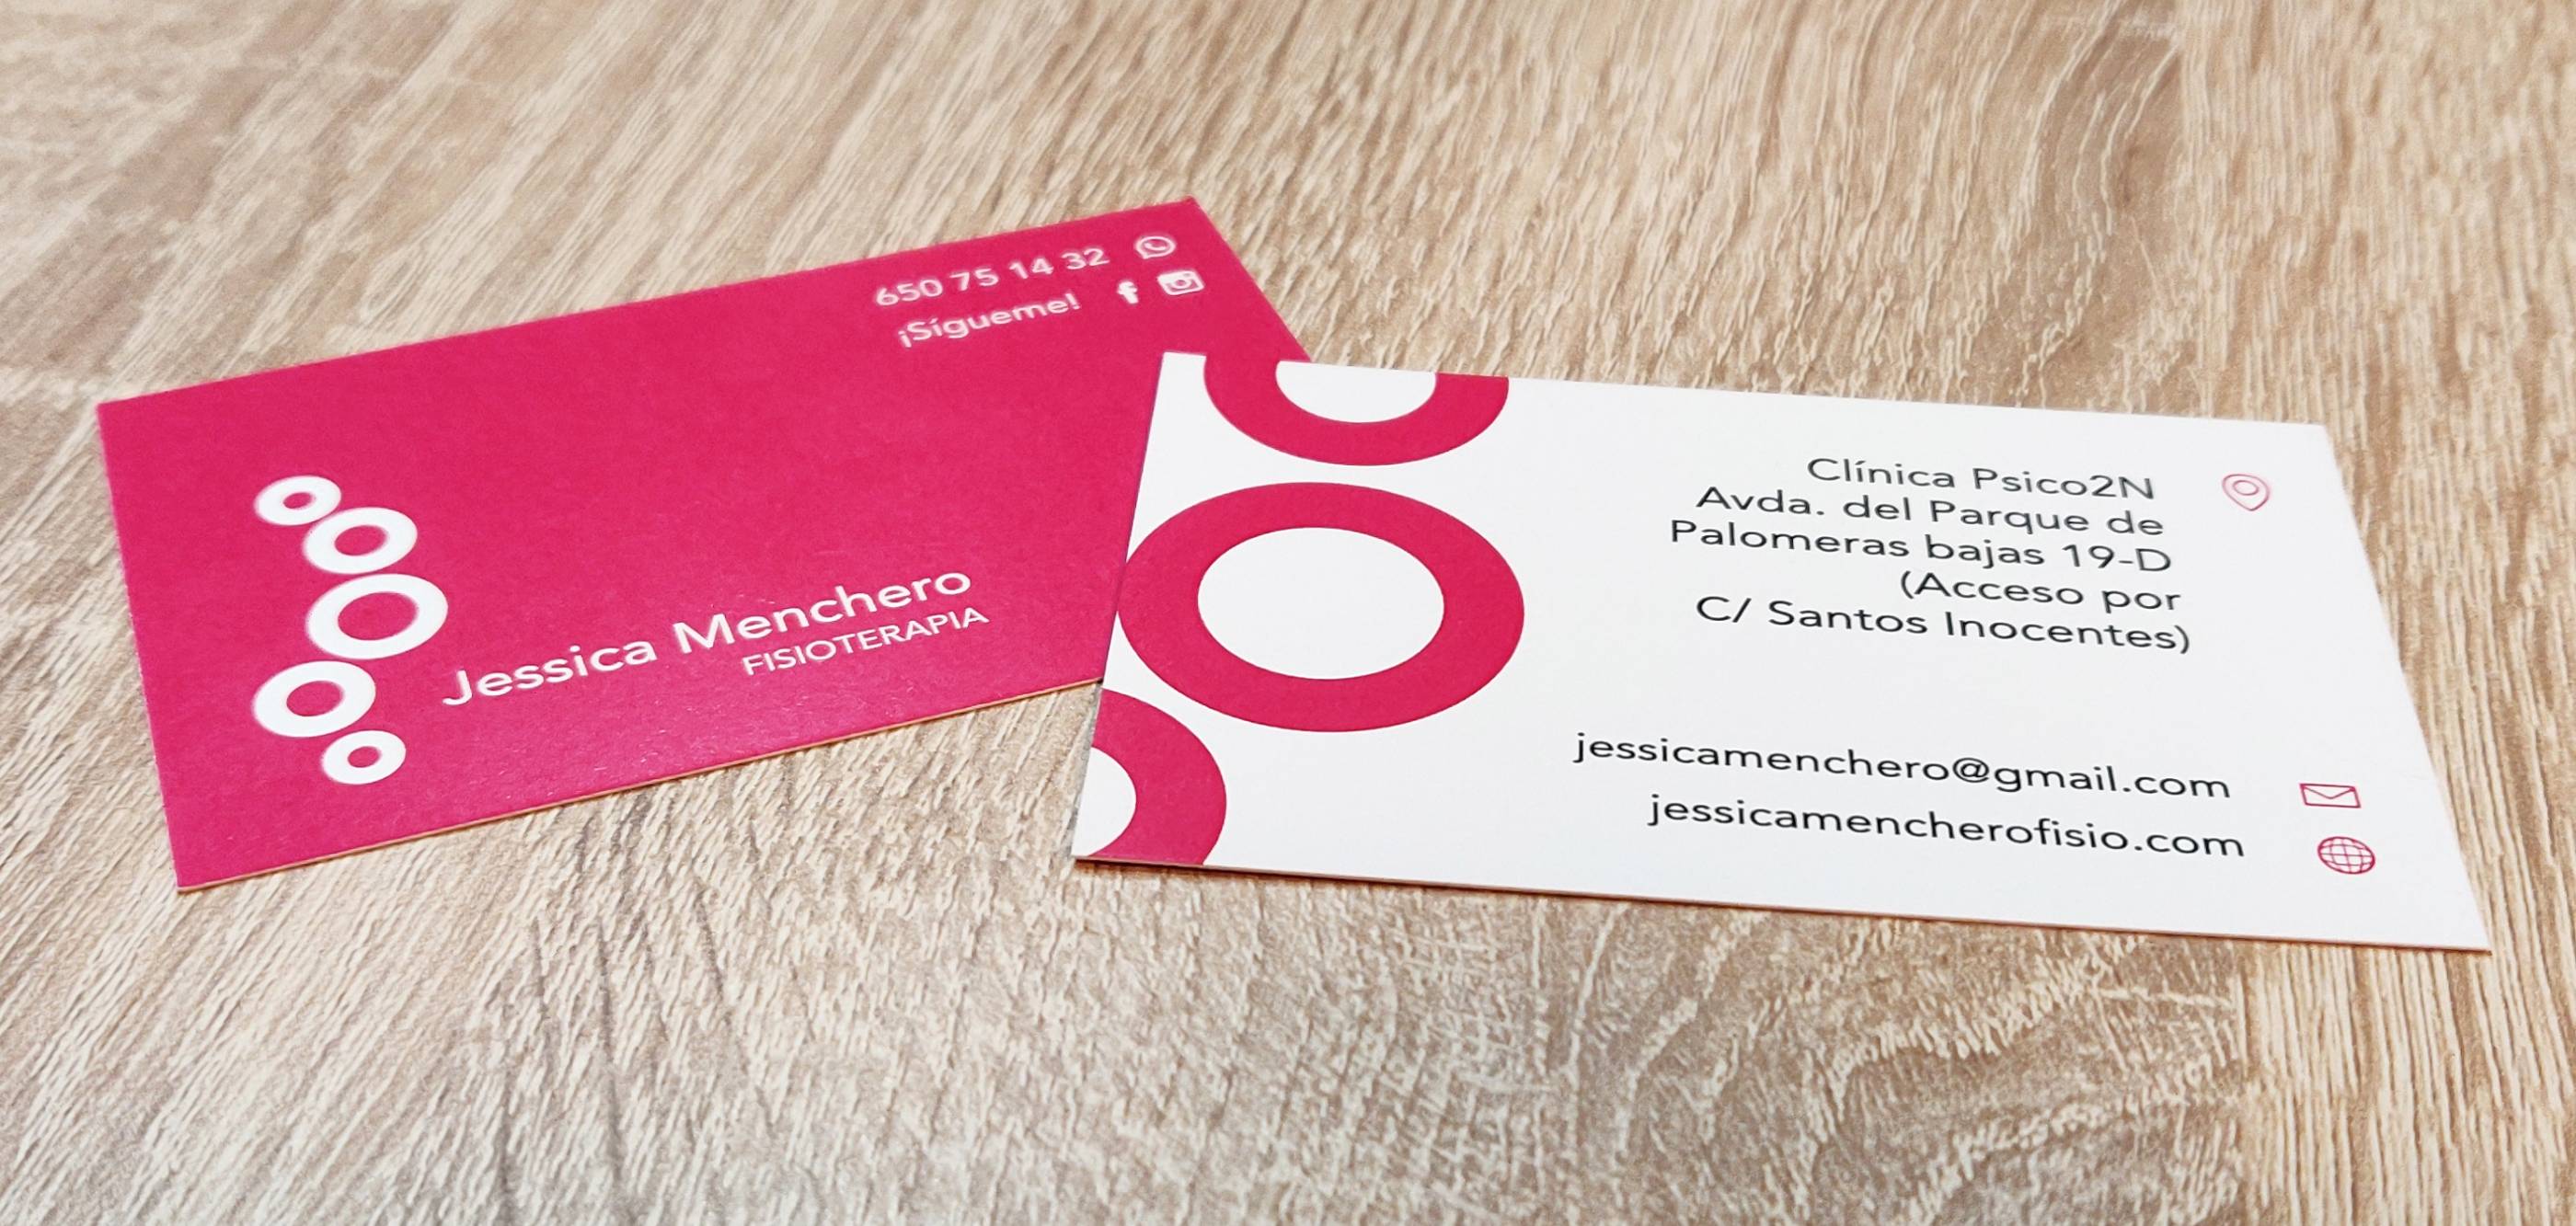 650 75 14 32
¡Sígueme!
Jessica Menchero
FISIOTERAPIA
Clínica Psico2N
Avda. del Parque de
Palomeras bajas 19-D
(Acceso por
C/ Santos Inocentes)
jessicamenchero@gmail.com
jessicamencherofisio.com